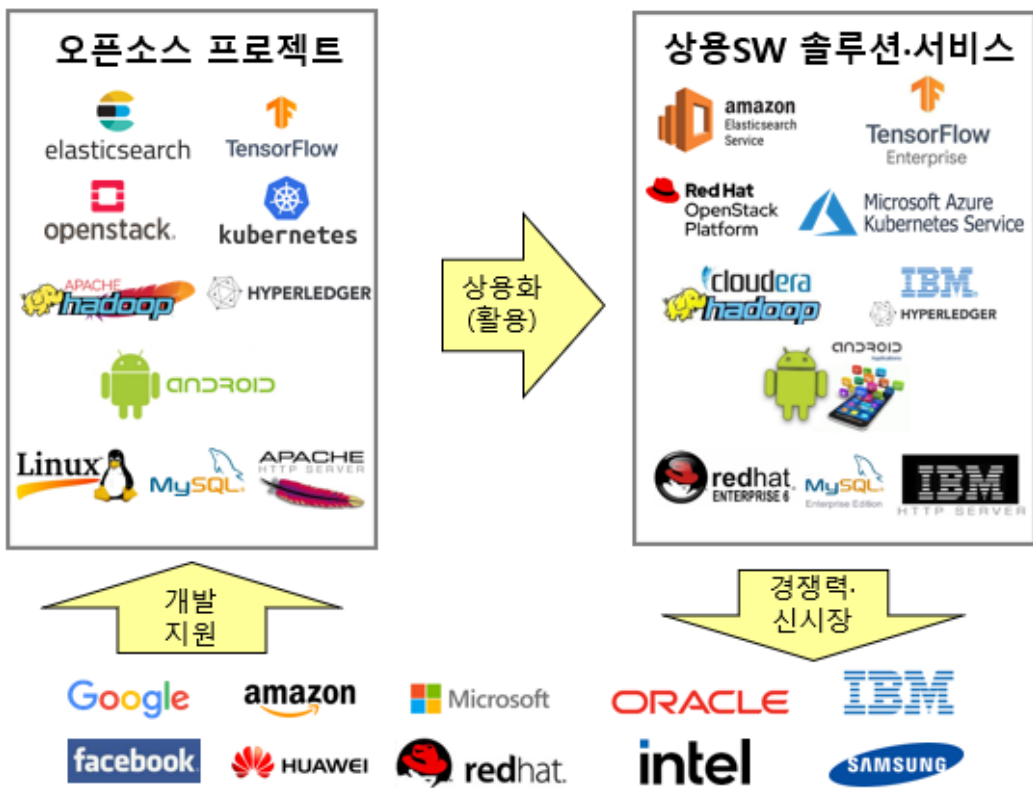 오픈소스 프로젝트
elasticsearch
TensorFlow
openstack.
kubernetes
APACHE
hadoop
HYPERLEDGER
ANDROID
Linux
MySQL
APACHE
HTTP SERVER
상용화
(활용)
상용SW 솔루션·서비스
amazon
Elasticsearch
Service
TensorFlow
Enterprise
Red Hat
OpenStack
Platform
Microsoft Azure
Kubernetes Service
cloudera
hadoop
IBM
HYPERLEDGER
ANDROID
Applications
redhat.
ENTERPRISE 6
MySQL
Enterprise Edition
IBM
HTTP SERVER
개발
지원
경쟁력·
신시장
Google
amazon
Microsoft
ORACLE
IBM
facebook
HUAWEI
redhat.
intel
SAMSUNG